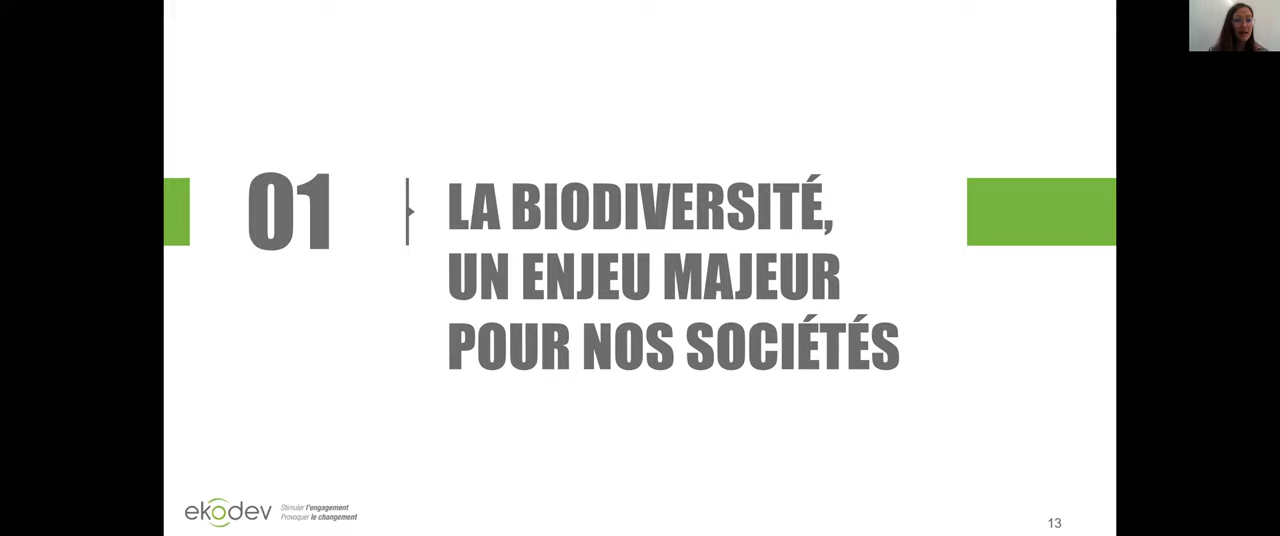 01
LA BIODIVERSITÉ,
UN ENJEU MAJEUR
POUR NOS SOCIÉTÉS
ekodev
Stimuler l'engagement
Provoquer le changement
13